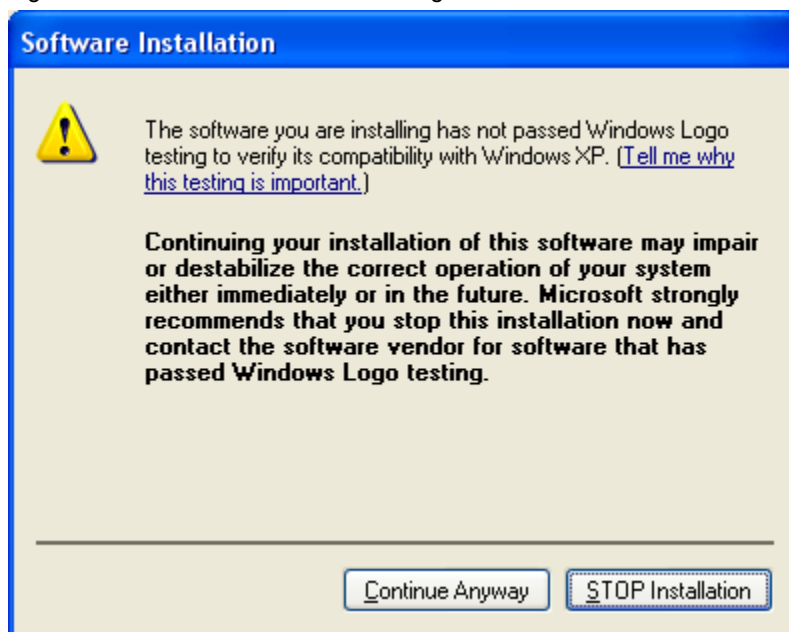 Software Installation
The software you are installing has not passed Windows Logo
testing to verify its compatibility with Windows XP. (Tell me why
this testing is important.)
Continuing your installation of this software may impair
or destabilize the correct operation of your system
either immediately or in the future. Microsoft strongly
recommends that you stop this installation now and
contact the software vendor for software that has
passed Windows Logo testing.
Continue Anyway
STOP Installation